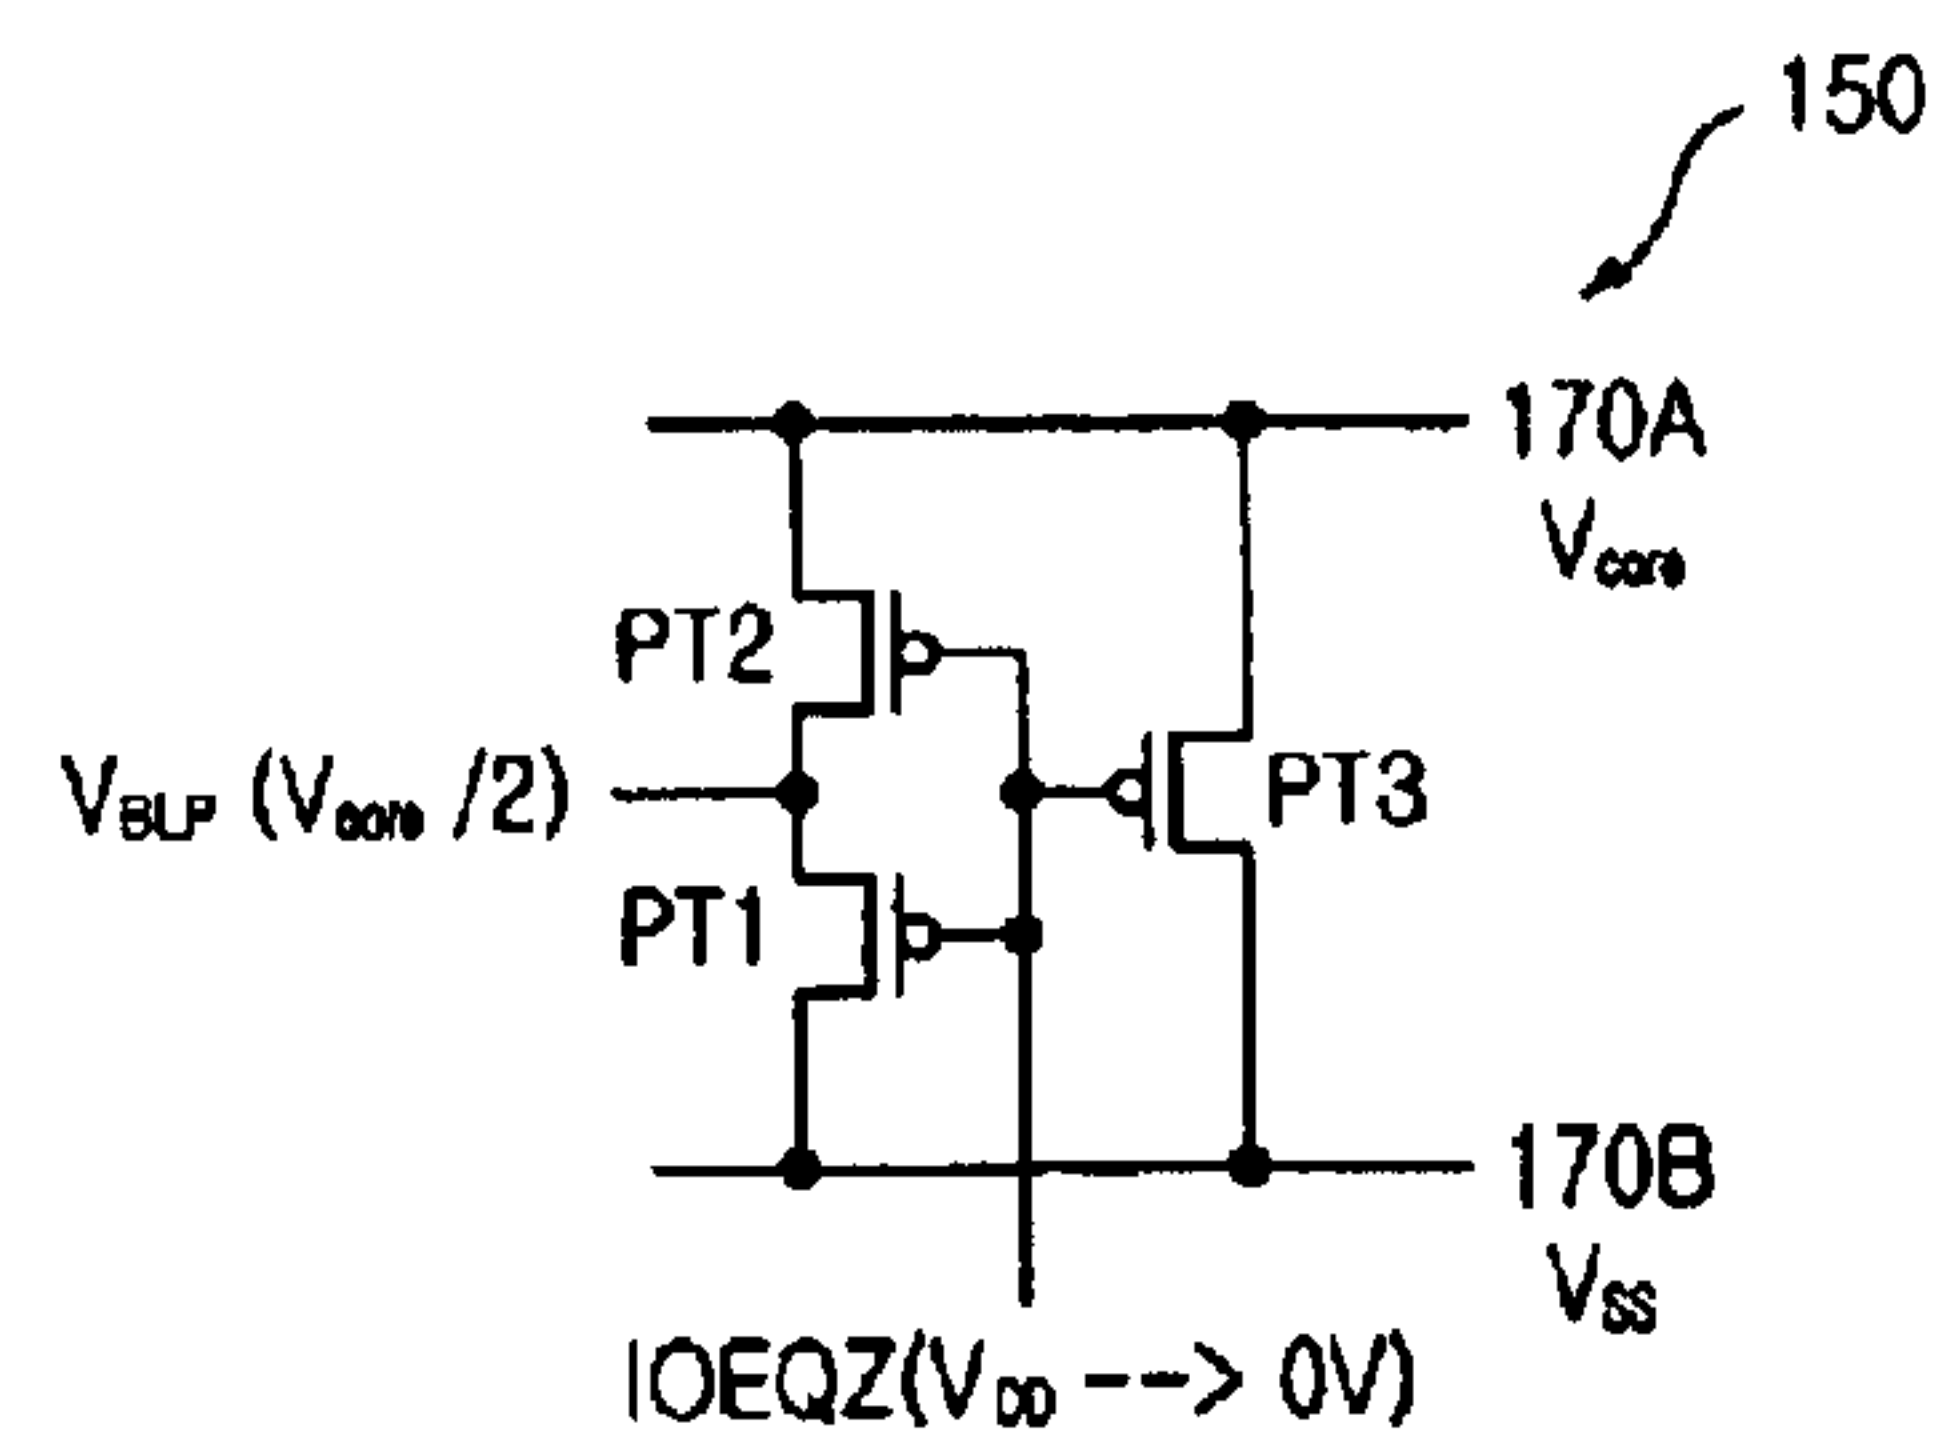 150
170A
Vcore
PT2
VBLP (Vcore /2)
PT3
PT1
170B
VSS
IOEQZ(VDD --> 0V)